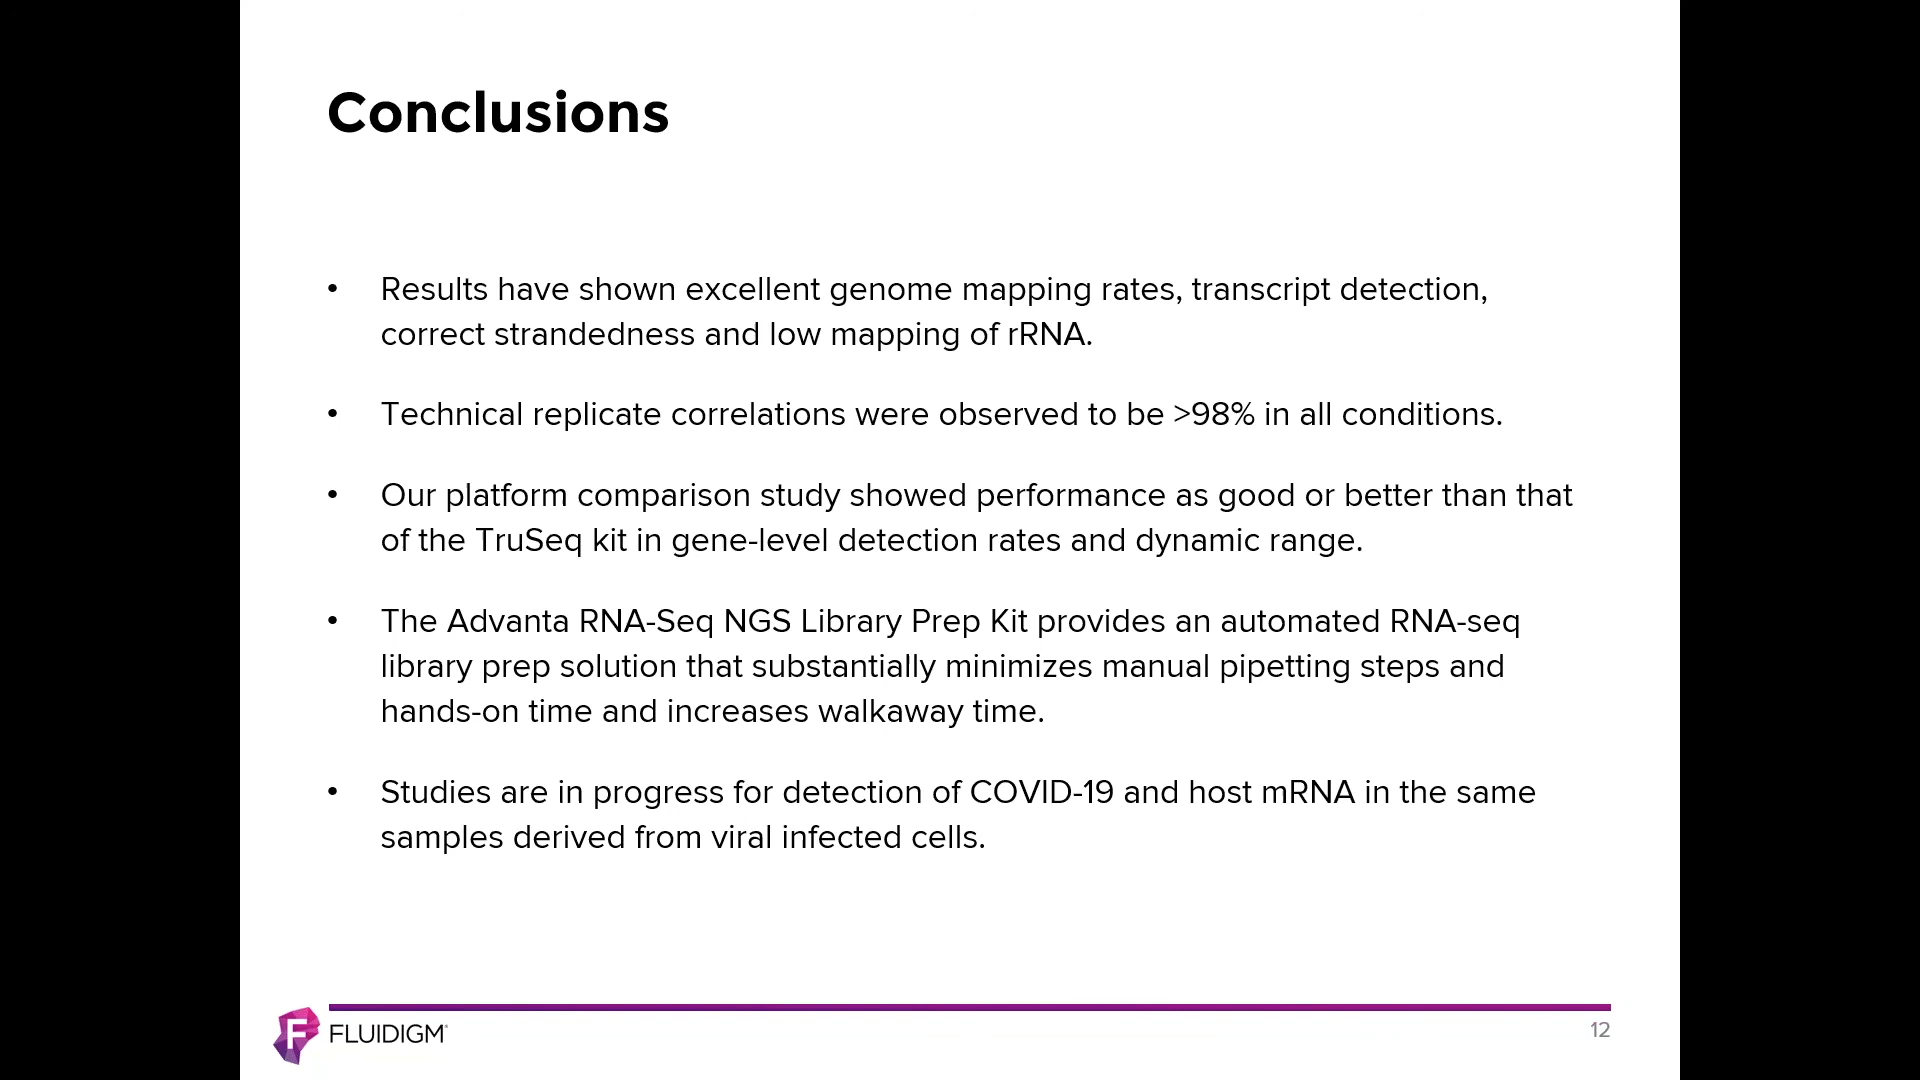 Conclusions
• Results have shown excellent genome mapping rates, transcript detection,
correct strandedness and low mapping of rRNA.
• Technical replicate correlations were observed to be >98% in all conditions.
• Our platform comparison study showed performance as good or better than that
of the TruSeq kit in gene-level detection rates and dynamic range.
• The Advanta RNA-Seq NGS Library Prep Kit provides an automated RNA-seq
library prep solution that substantially minimizes manual pipetting steps and
hands-on time and increases walkaway time.
• Studies are in progress for detection of COVID-19 and host mRNA in the same
samples derived from viral infected cells.
F FLUIDIGM
12